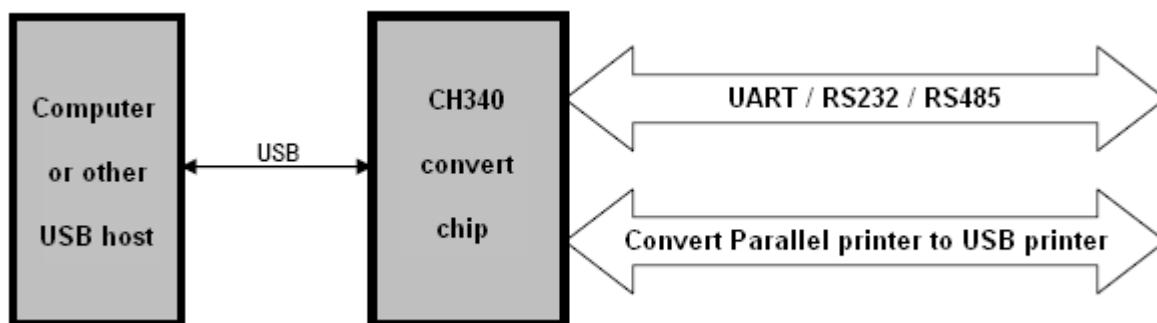 Computer
or other
USB host
USB
CH340
convert
chip
UART / RS232 / RS485
Convert Parallel printer to USB printer